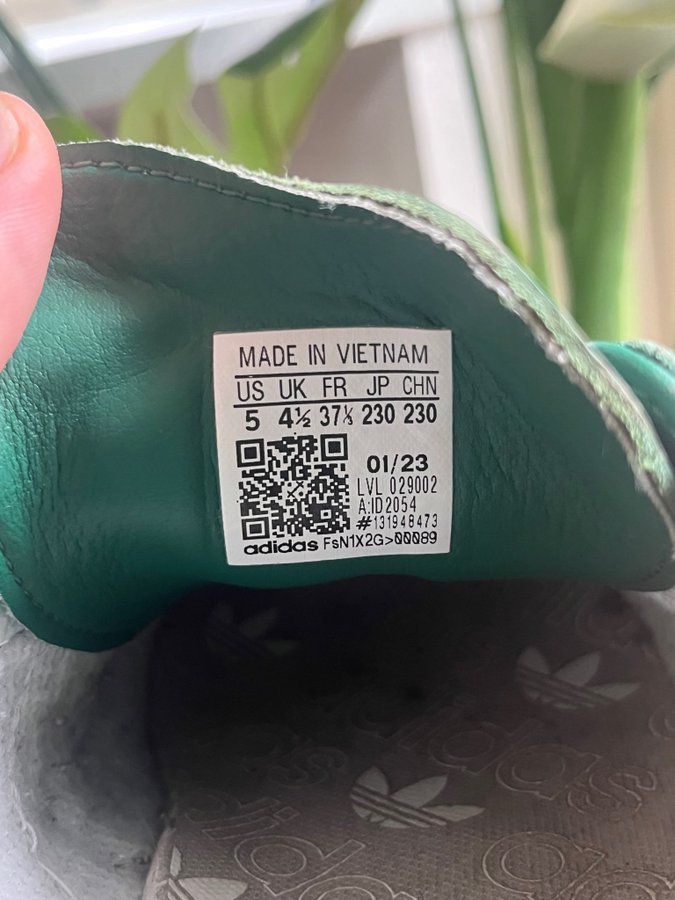 MADE IN VIETNAM
US UK FR JP CHN
5 4½ 37⅓ 230 230
01/23
LVL 029002
A:ID2054
#131948473
adidas FsN1X2G>00089
adidas